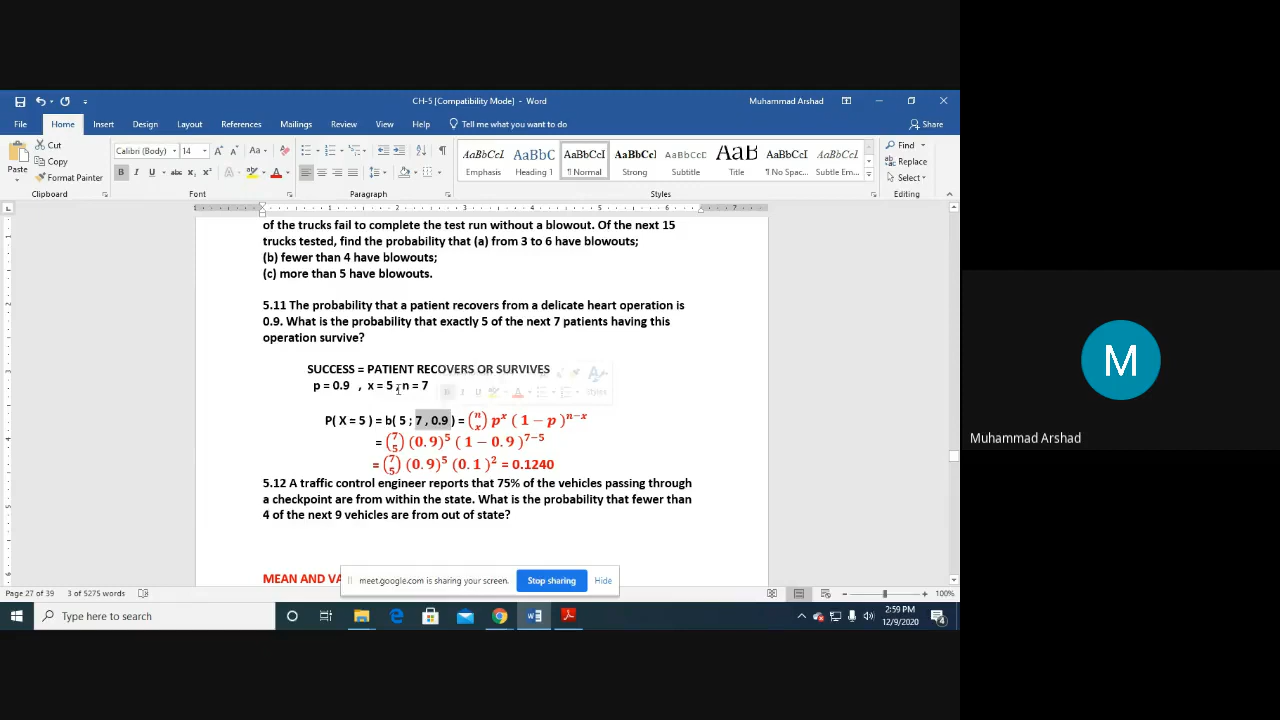 CH-5 [Compatibility Mode] - Word
Muhammad Arshad
File Home Insert Design Layout References Mailings Review View Help Tell me what you want to do Share
Paste
Cut
Copy
Format Painter
Clipboard
Calibri (Body) 14
Font
Paragraph
AaBbCcI Emphasis
AaBbC Heading 1
AaBbCcI ¶ Normal
AaBbCcl Strong
AaBbCcD Subtitle
AaB Title
AaBbCcI ¶ No Spac...
AaBbCcI Subtle Em...
Styles
Find
Replace
Select
Editing
of the trucks fail to complete the test run without a blowout. Of the next 15
trucks tested, find the probability that (a) from 3 to 6 have blowouts;
(b) fewer than 4 have blowouts;
(c) more than 5 have blowouts.
5.11 The probability that a patient recovers from a delicate heart operation is
0.9. What is the probability that exactly 5 of the next 7 patients having this
operation survive?
SUCCESS = PATIENT RECOVERS OR SURVIVES
p = 0.9 , x = 5 , n = 7
Styles
P( X = 5 ) = b( 5 ; 7 , 0.9 ) = (n x) p^x ( 1 − p )^{n−x}
= (7 5) (0.9)^5 ( 1 − 0.9 )^{7−5}
= (7 5) (0.9)^5 (0.1 )^2 = 0.1240
5.12 A traffic control engineer reports that 75% of the vehicles passing through
a checkpoint are from within the state. What is the probability that fewer than
4 of the next 9 vehicles are from out of state?
MEAN AND VA
meet.google.com is sharing your screen. Stop sharing Hide
Page 27 of 39 3 of 5275 words 100%
Type here to search
2:59 PM
12/9/2020
4
M
Muhammad Arshad